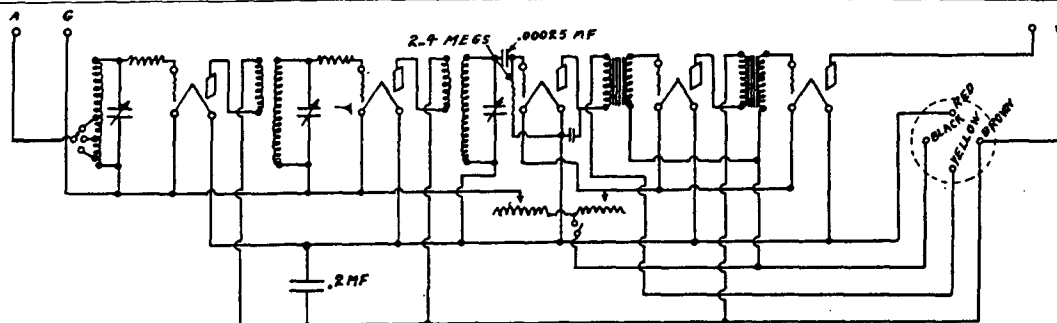 A
G
2-4 MEGS
.00025 MF
RED
BLACK
YELLOW
BROWN
.2MF